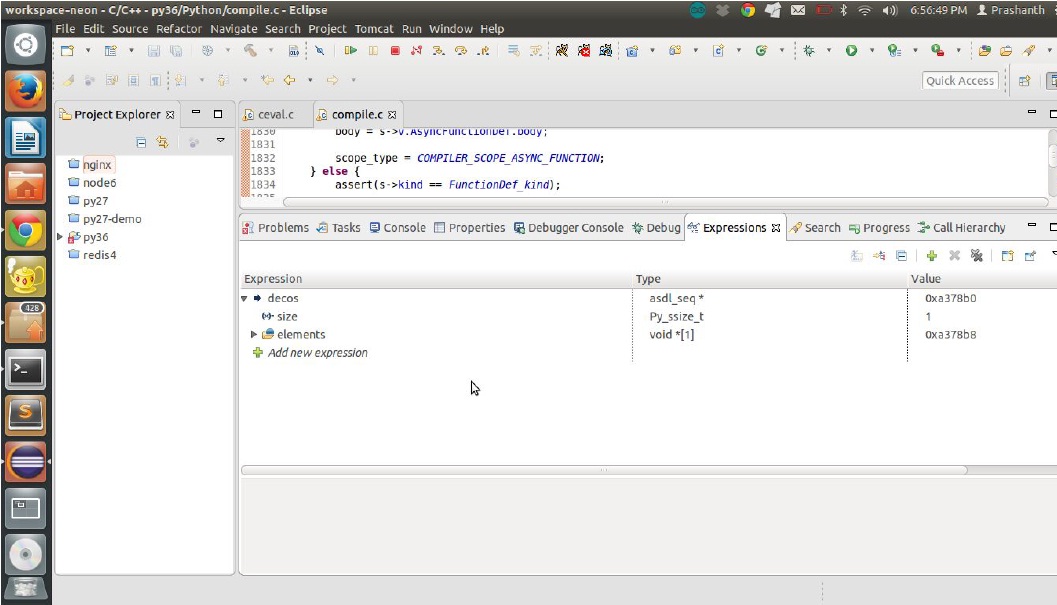 workspace-neon - C/C++ - py36/Python/compile.c - Eclipse
6:56:49 PM Prashanth
File Edit Source Refactor Navigate Search Project Tomcat Run Window Help
Quick Access
Project Explorer
ceval.c compile.c
1830 body = s->v.AsyncFunctionDef.body;
1831
1832 scope_type = COMPILER_SCOPE_ASYNC_FUNCTION;
1833 } else {
1834 assert(s->kind == FunctionDef_kind);
nginx
node6
py27
py27-demo
py36
redis4
Problems Tasks Console Properties Debugger Console Debug Expressions Search Progress Call Hierarchy
Expression Type Value
decos asdl_seq * 0xa378b0
size Py_ssize_t 1
elements void *[1] 0xa378b8
Add new expression
428